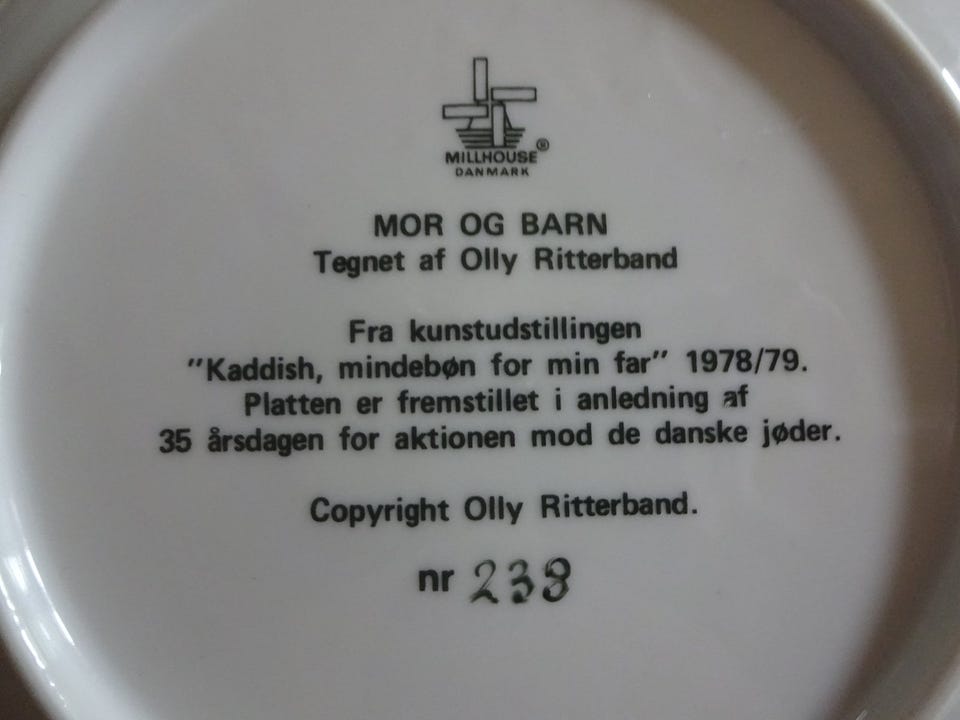 MILLHOUSE®
DANMARK
MOR OG BARN
Tegnet af Olly Ritterband
Fra kunstudstillingen
"Kaddish, mindebøn for min far" 1978/79.
Platten er fremstillet i anledning af
35 årsdagen for aktionen mod de danske jøder.
Copyright Olly Ritterband.
nr 238